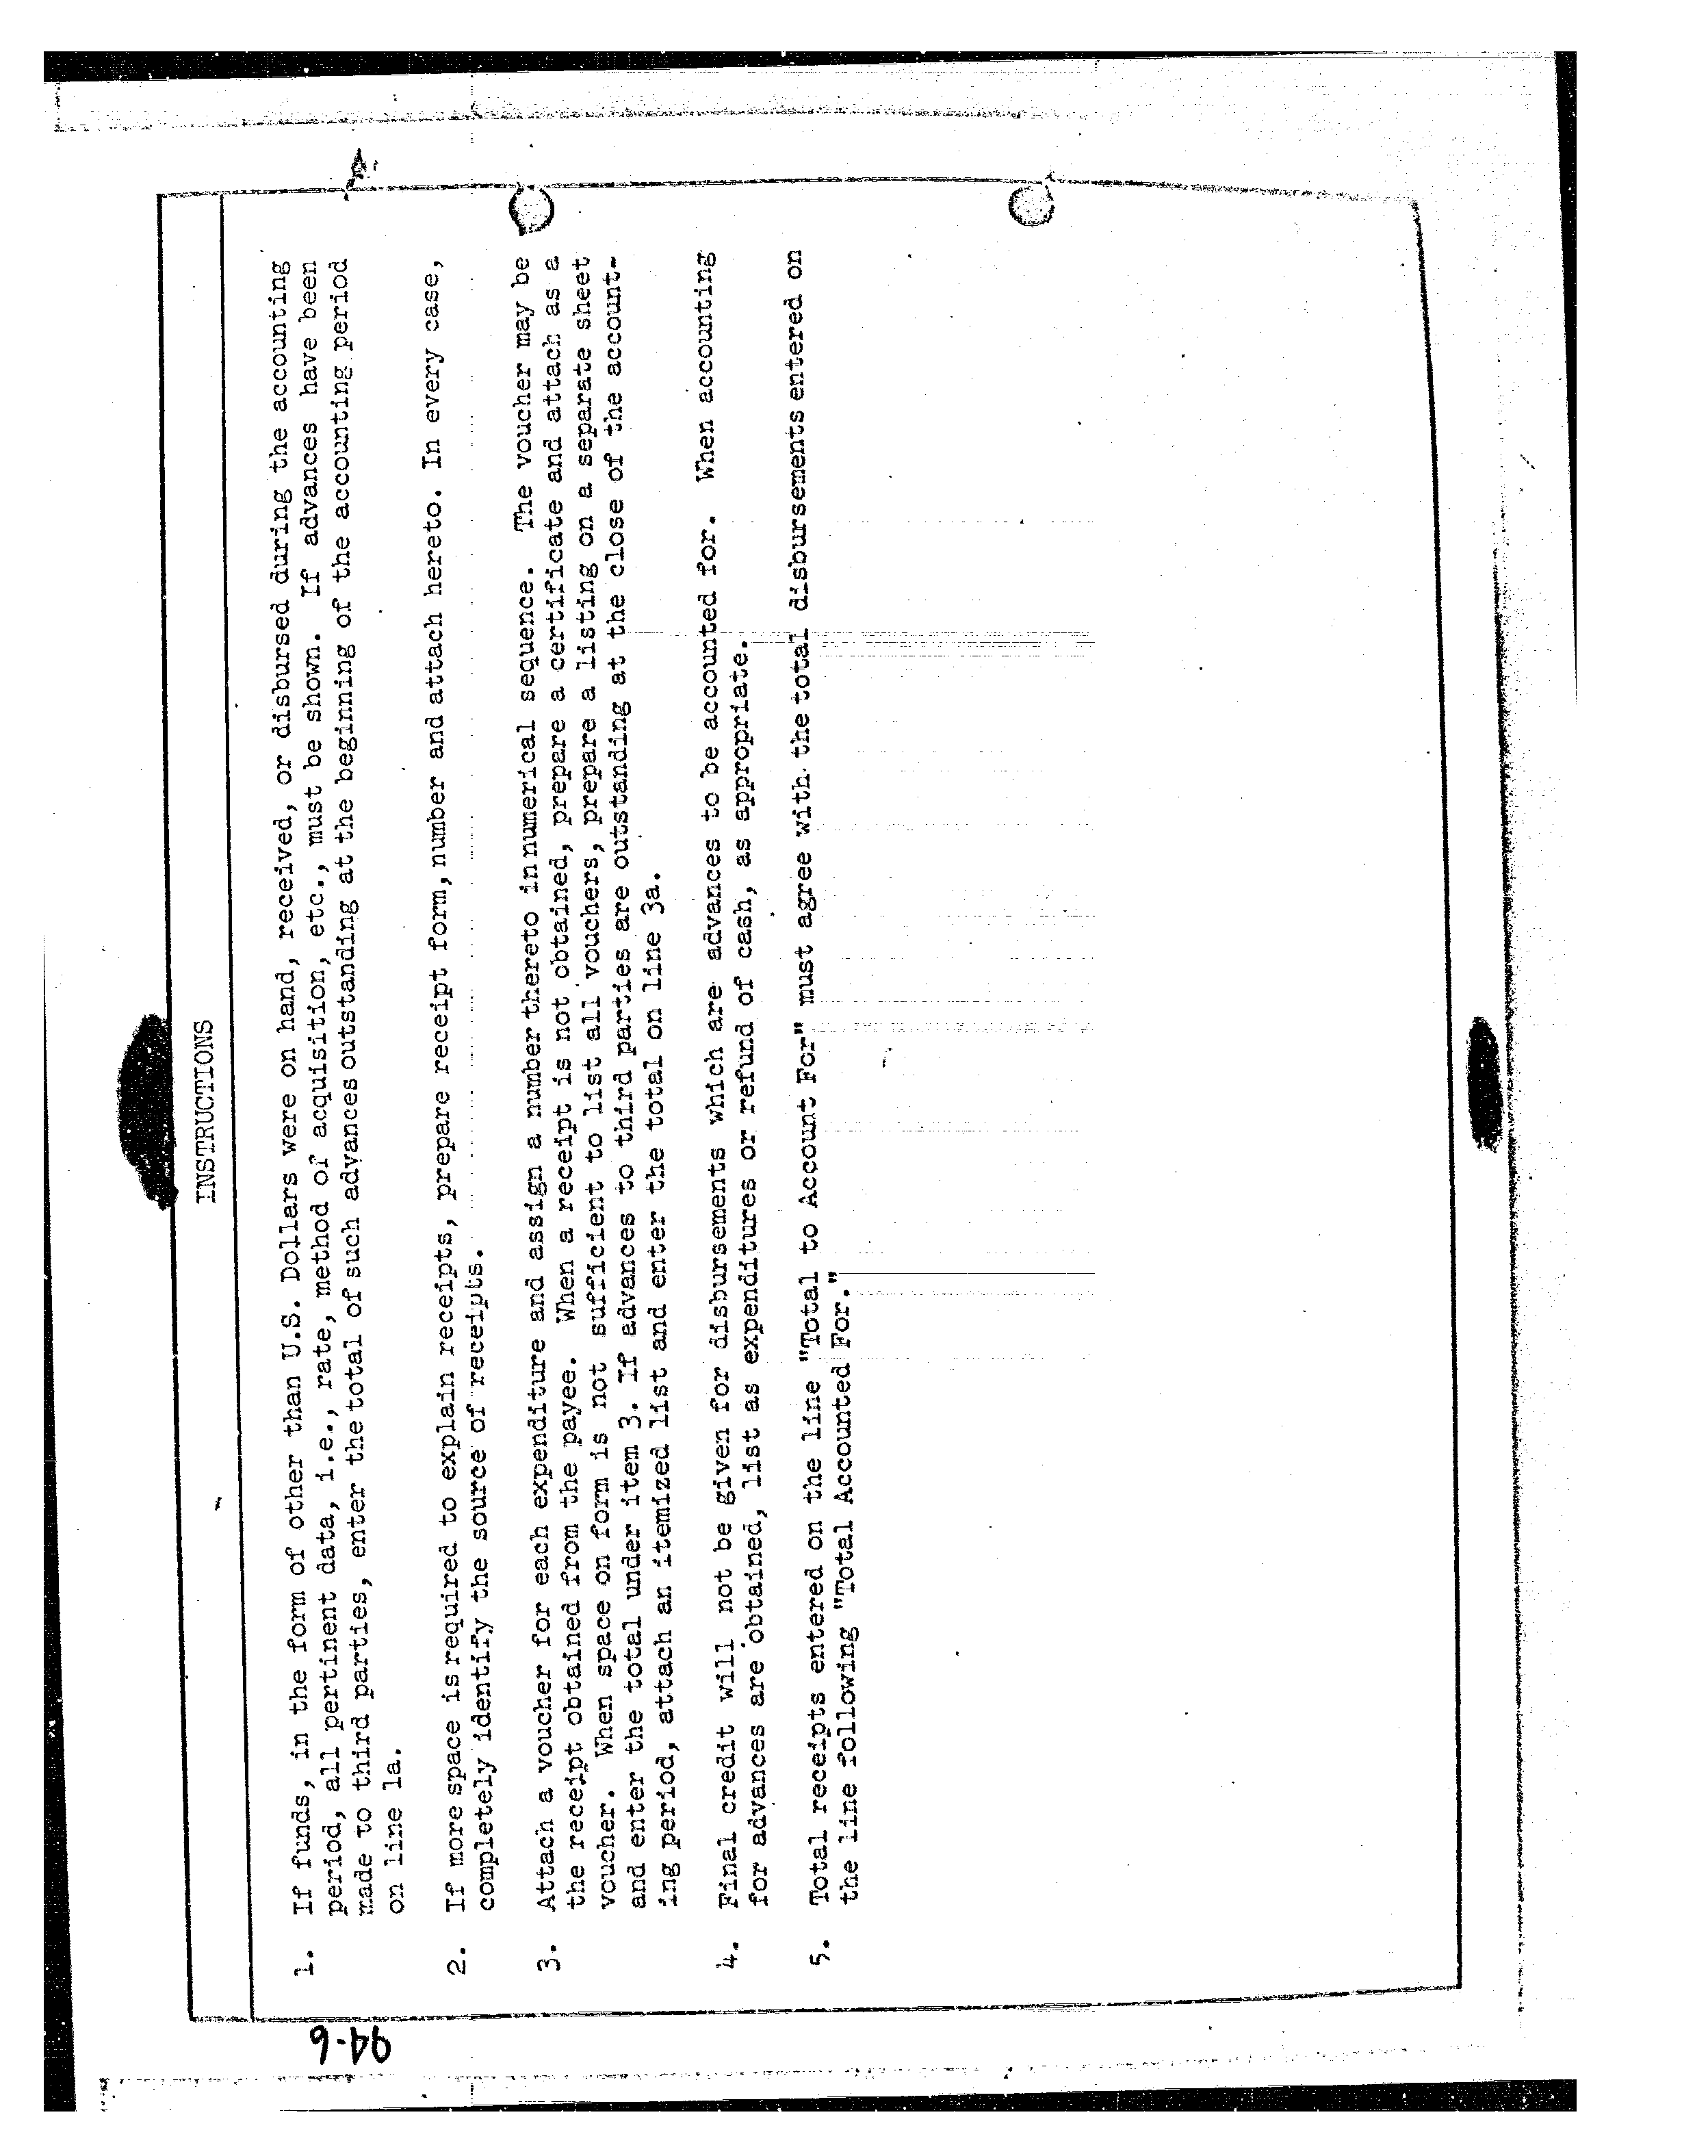 INSTRUCTIONS
1. If funds, in the form of other than U.S. Dollars were on hand, received, or disbursed during the accounting
period, all pertinent data, i.e., rate, method of acquisition, etc., must be shown. If advances have been
made to third parties, enter the total of such advances outstanding at the beginning of the accounting period
on line 1a.
2. If more space is required to explain receipts, prepare receipt form, number and attach hereto. In every case,
completely identify the source of receipts.
3. Attach a voucher for each expenditure and assign a number thereto in numerical sequence. The voucher may be
the receipt obtained from the payee. When a receipt is not obtained, prepare a certificate and attach as a
voucher. When space on form is not sufficient to list all vouchers, prepare a listing on a separate sheet
and enter the total under item 3. If advances to third parties are outstanding at the close of the account-
ing period, attach an itemized list and enter the total on line 3a.
4. Final credit will not be given for disbursements which are advances to be accounted for. When accounting
for advances are obtained, list as expenditures or refund of cash, as appropriate.
5. Total receipts entered on the line "Total to Account For" must agree with the total disbursements entered on
the line following "Total Accounted For."
94-6